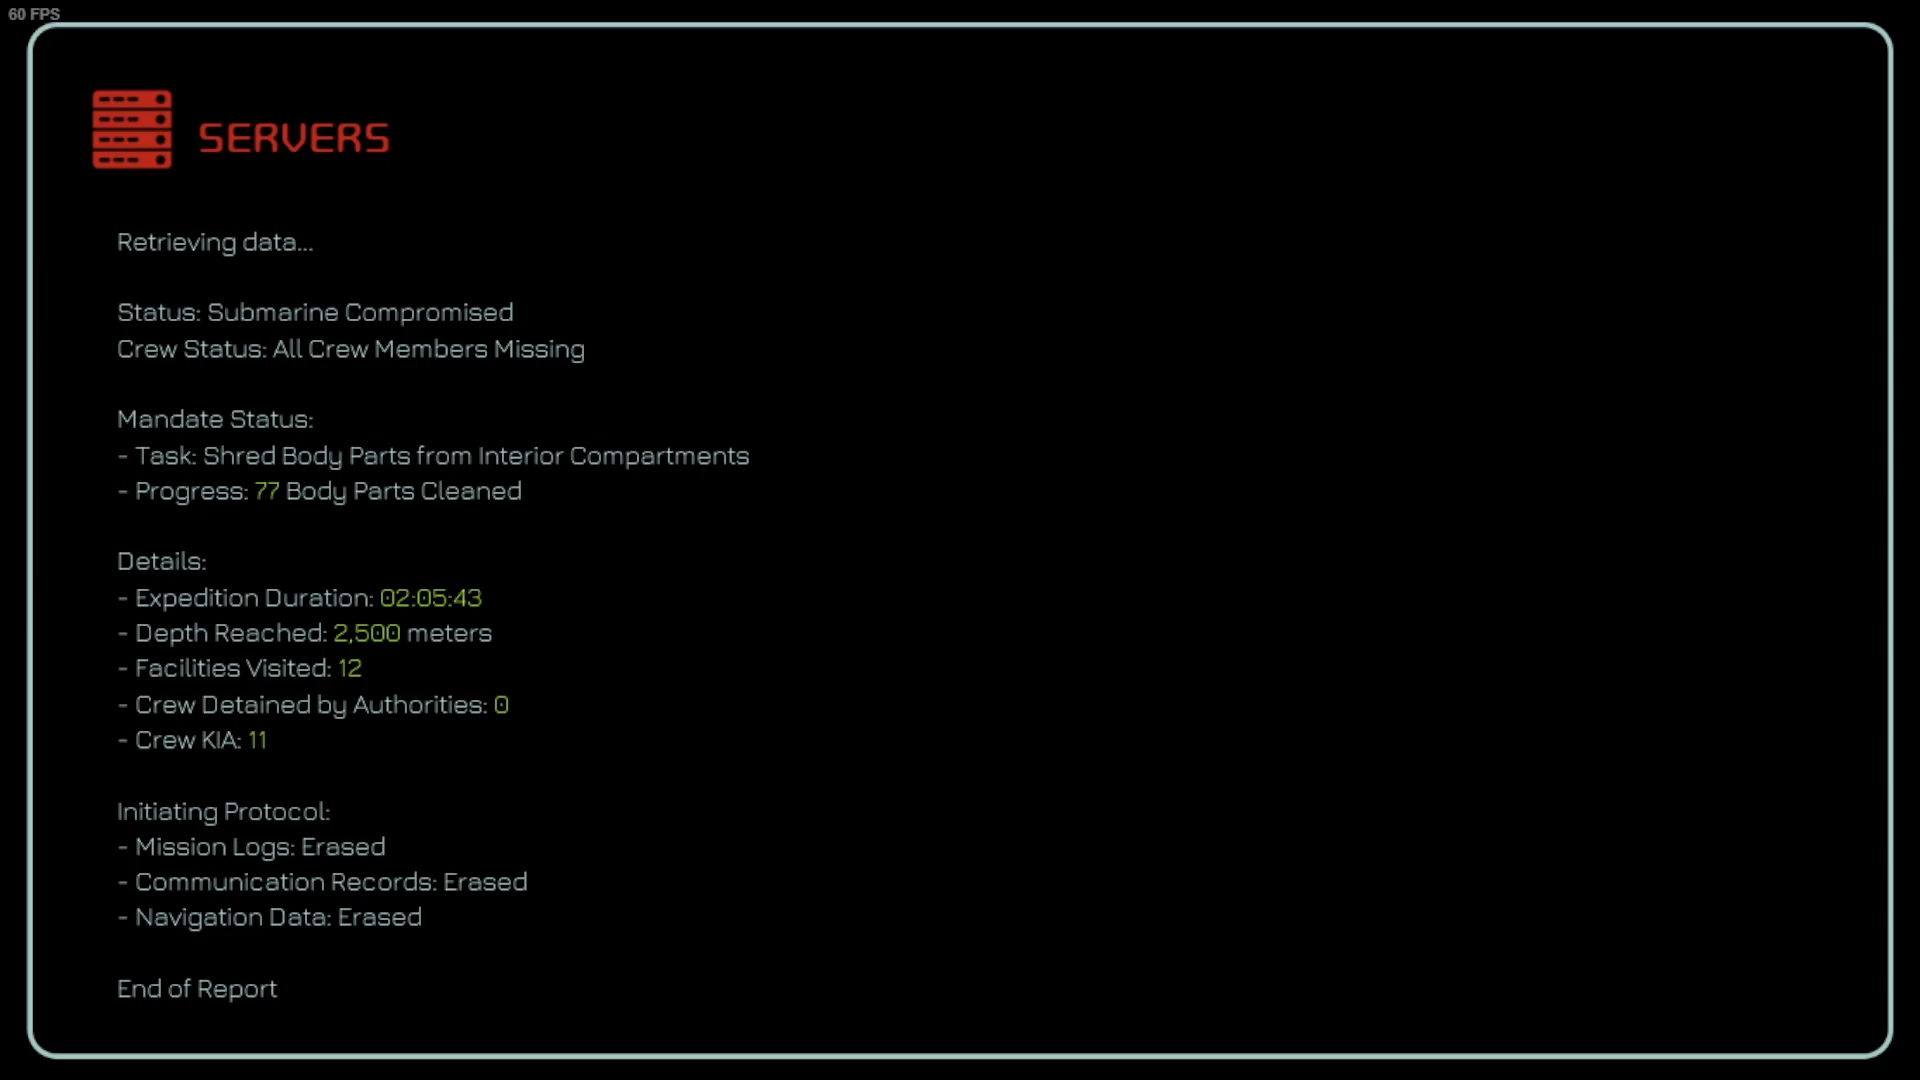 60 FPS
SERVERS
Retrieving data...
Status: Submarine Compromised
Crew Status: All Crew Members Missing
Mandate Status:
- Task: Shred Body Parts from Interior Compartments
- Progress: 77 Body Parts Cleaned
Details:
- Expedition Duration: 02:05:43
- Depth Reached: 2,500 meters
- Facilities Visited: 12
- Crew Detained by Authorities: 0
- Crew KIA: 11
Initiating Protocol:
- Mission Logs: Erased
- Communication Records: Erased
- Navigation Data: Erased
End of Report